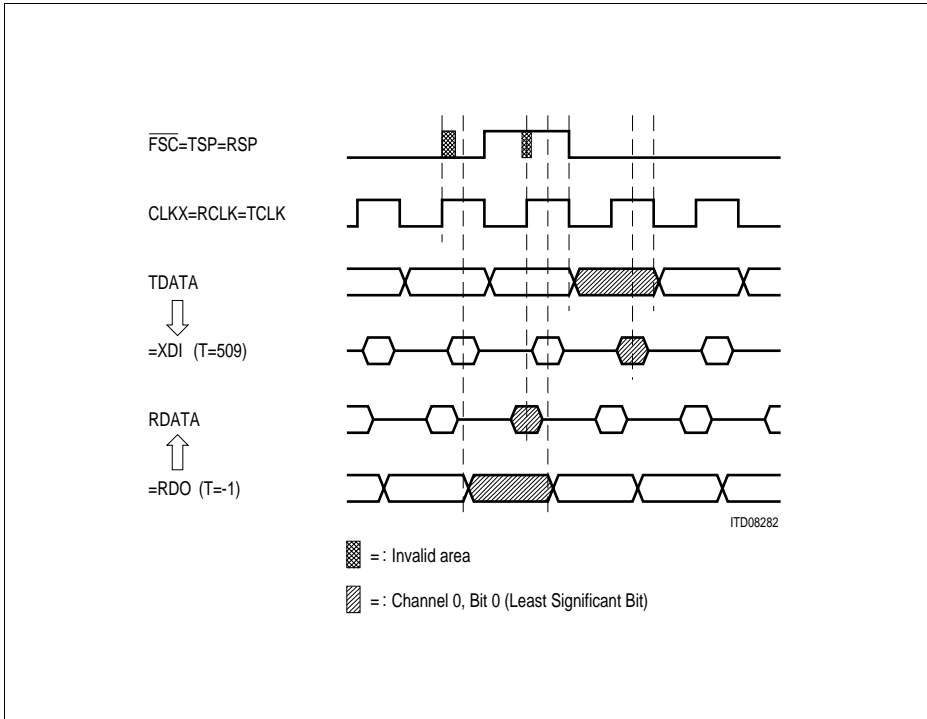 FSC=TSP=RSP
CLKX=RCLK=TCLK
TDATA
=XDI (T=509)
RDATA
=RDO (T=-1)
ITD08282
=: Invalid area
=: Channel 0, Bit 0 (Least Significant Bit)